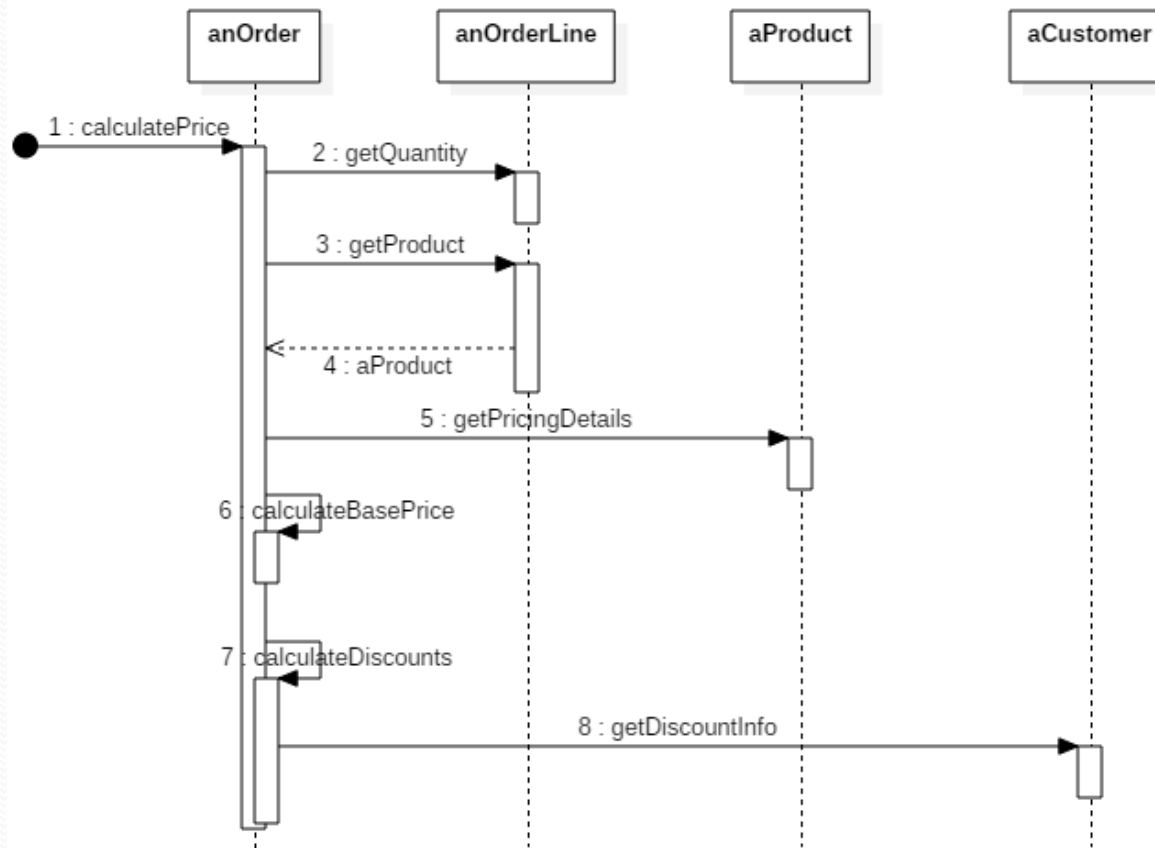 anOrder
anOrderLine
aProduct
aCustomer
1 : calculatePrice
2 : getQuantity
3 : getProduct
4 : aProduct
5 : getPricingDetails
6 : calculateBasePrice
7 : calculateDiscounts
8 : getDiscountInfo